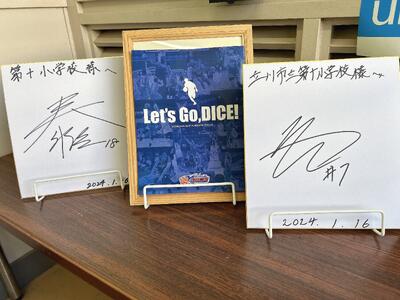 第十小学校 様へ
18
2024.1.16
Let's Go, DICE!
立川市立第十小学校 様へ
#7
2024. 1. 16
u